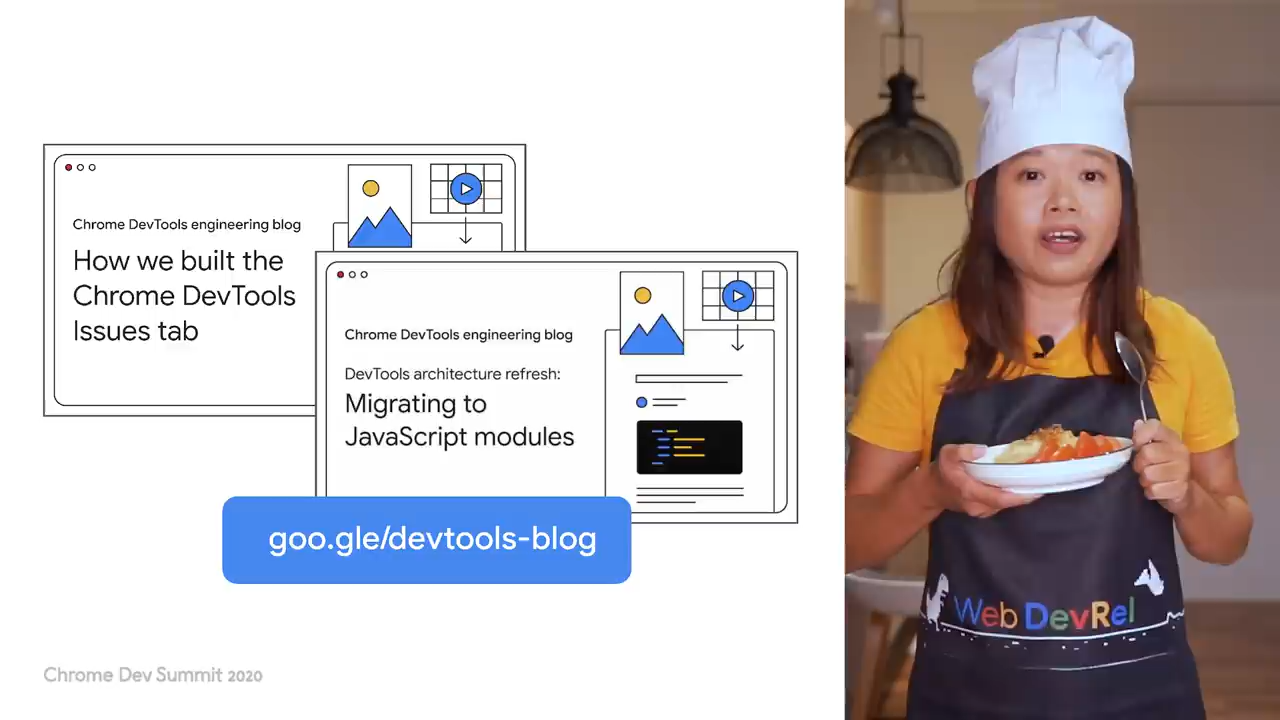 Chrome DevTools engineering blog
How we built the
Chrome DevTools
Issues tab
Chrome DevTools engineering blog
DevTools architecture refresh:
Migrating to
JavaScript modules
goo.gle/devtools-blog
Chrome Dev Summit 2020
Web DevRel